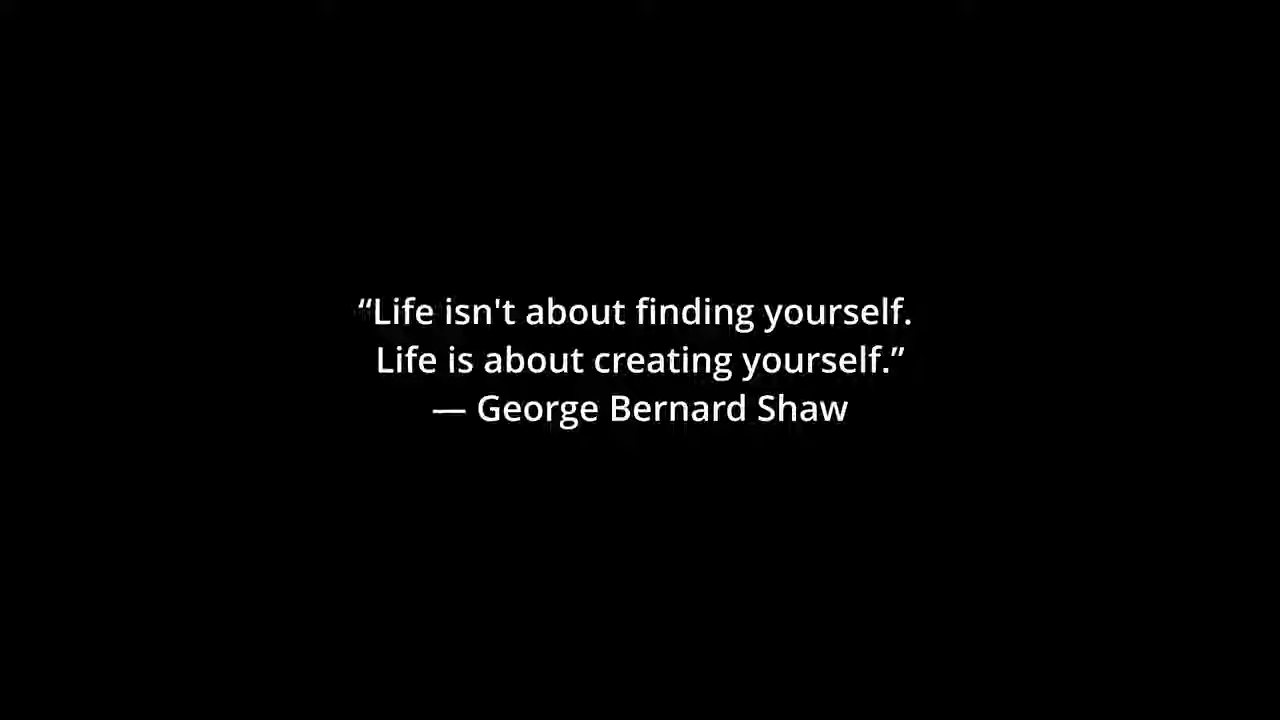 “Life isn't about finding yourself.
Life is about creating yourself.”
— George Bernard Shaw